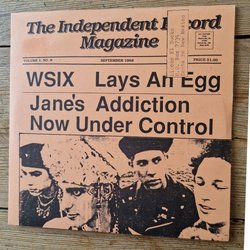 The Independent Record
Magazine
VOLUME 1, NO. 9
SEPTEMBER 1988
PRICE $1.00
WSIX Lays An Egg
Jane's Addiction
Now Under Control